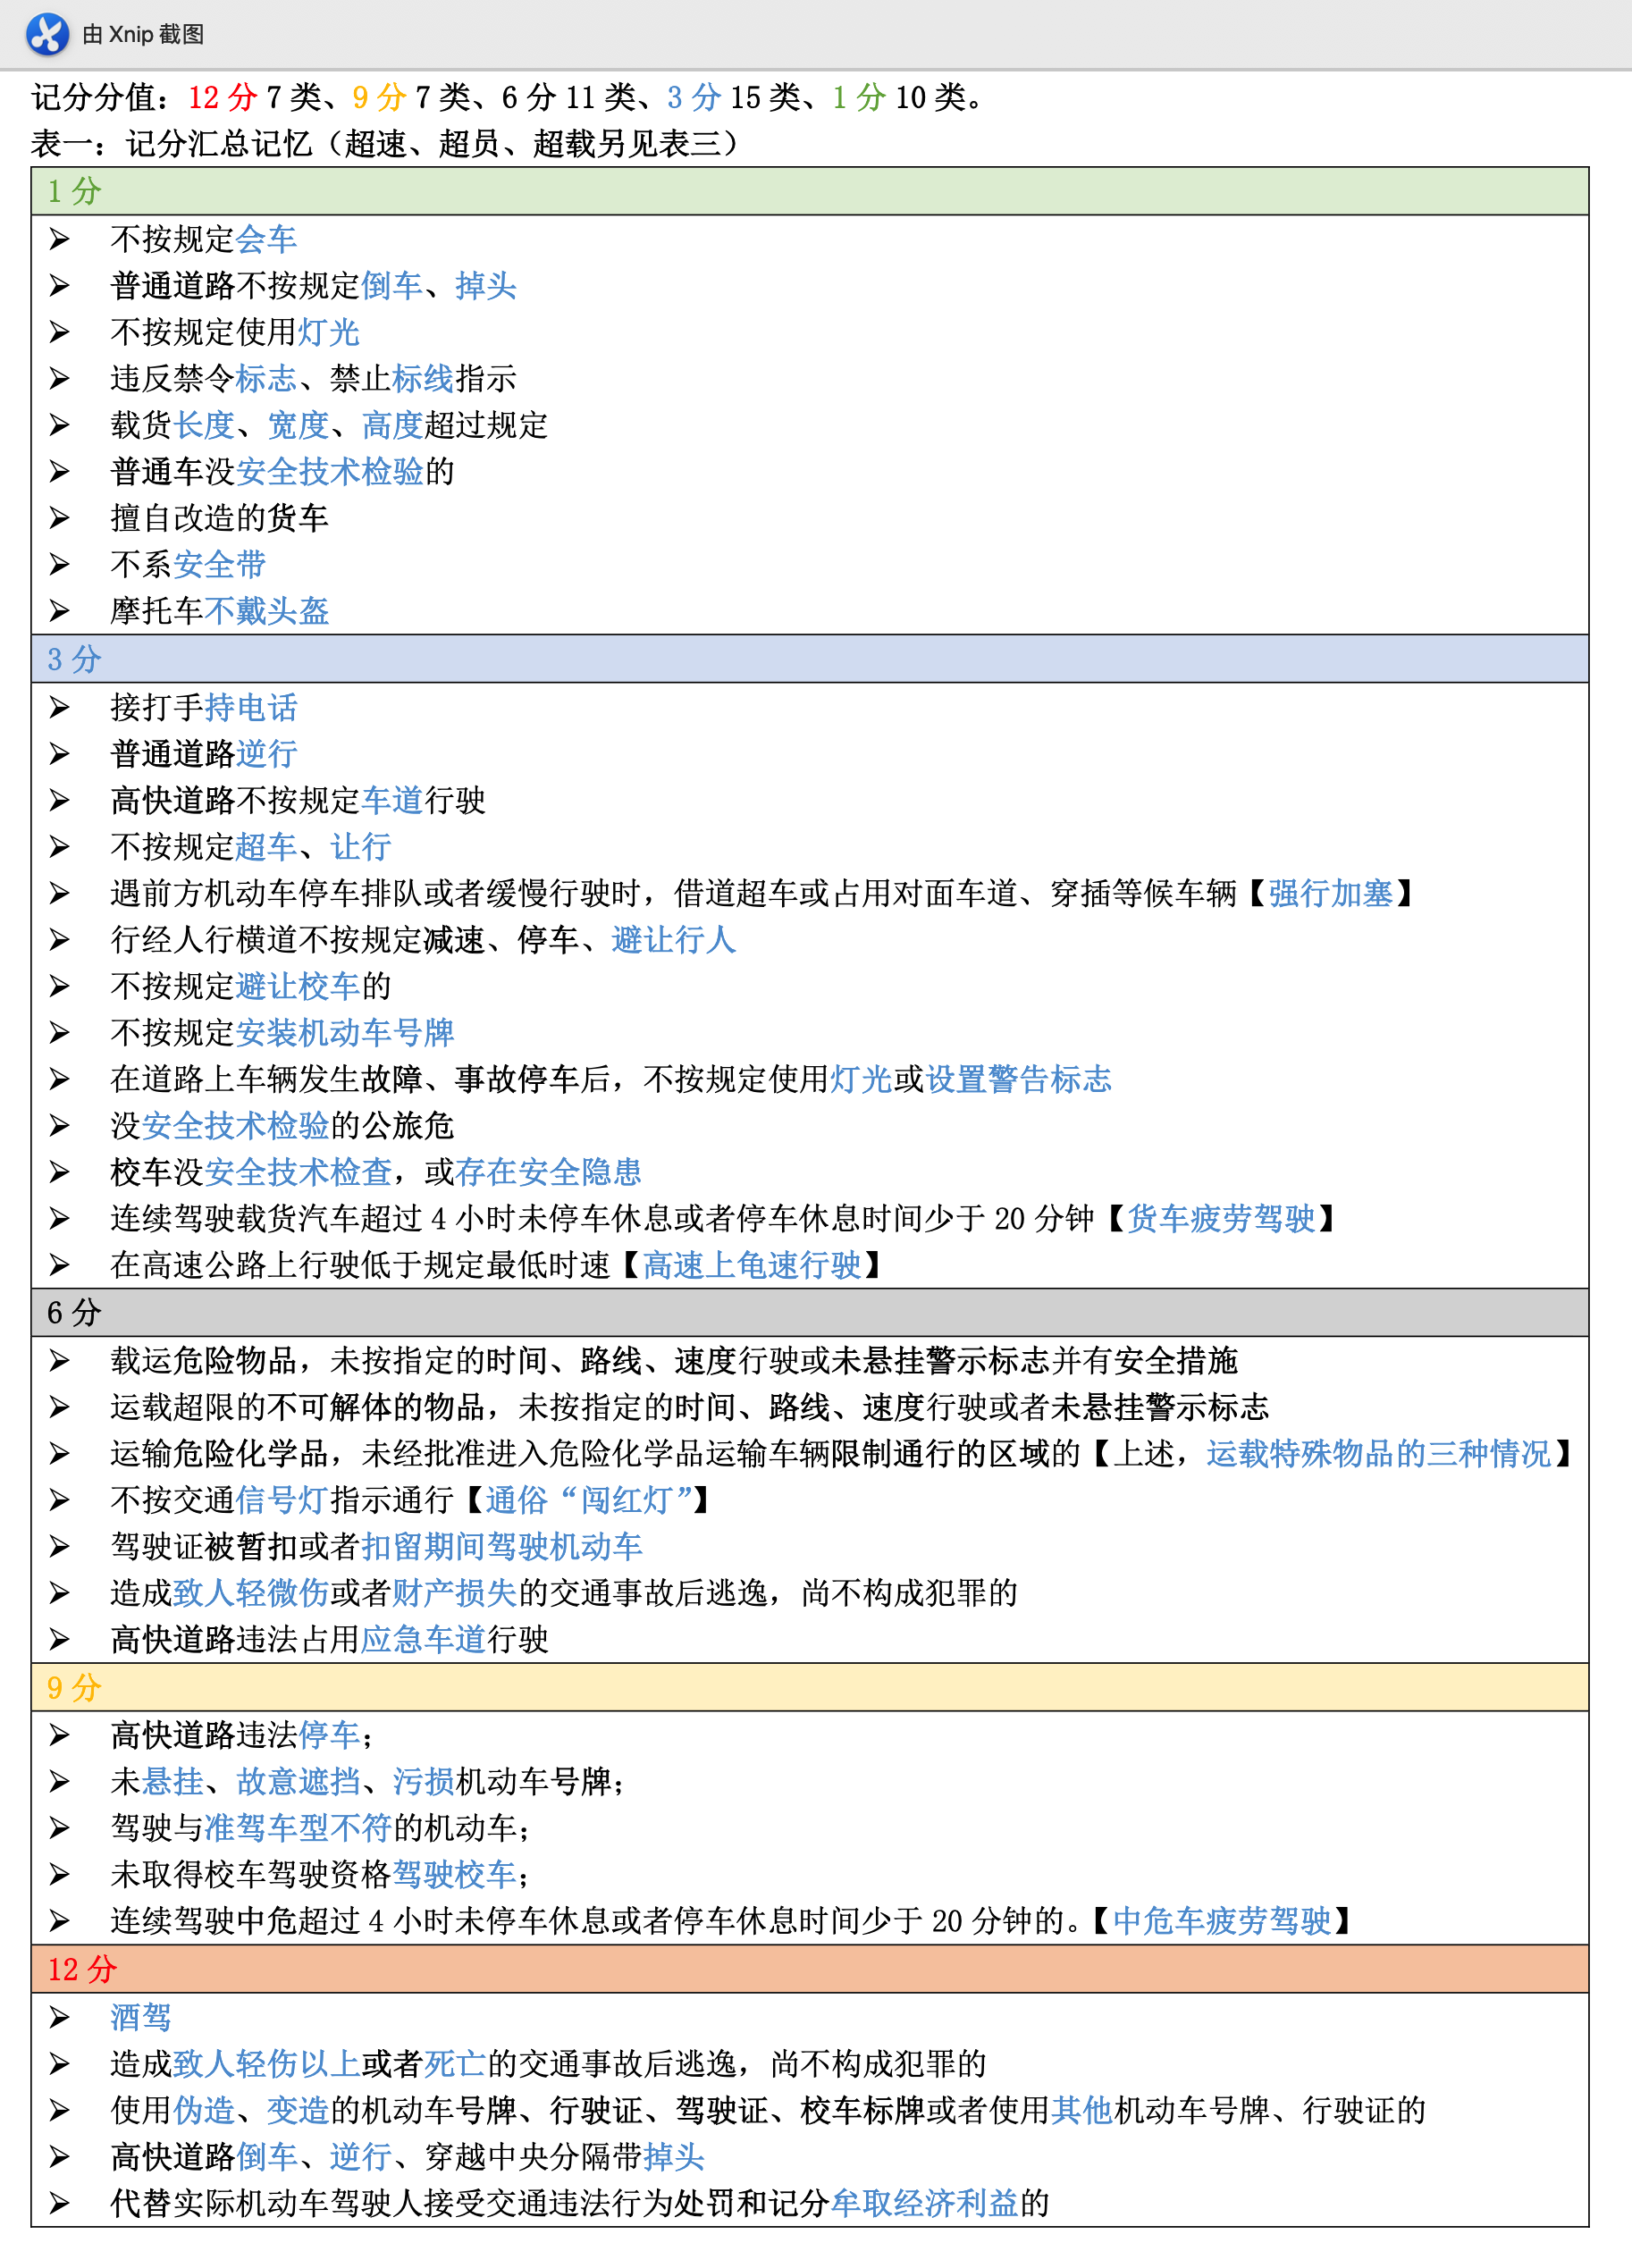 由 Xnip 截图
记分分值：12 分 7 类、9 分 7 类、6 分 11 类、3 分 15 类、1 分 10 类。
表一：记分汇总记忆（超速、超员、超载另见表三）
1 分
➢ 不按规定会车
➢ 普通道路不按规定倒车、掉头
➢ 不按规定使用灯光
➢ 违反禁令标志、禁止标线指示
➢ 载货长度、宽度、高度超过规定
➢ 普通车没安全技术检验的
➢ 擅自改造的货车
➢ 不系安全带
➢ 摩托车不戴头盔
3 分
➢ 接打手持电话
➢ 普通道路逆行
➢ 高快道路不按规定车道行驶
➢ 不按规定超车、让行
➢ 遇前方机动车停车排队或者缓慢行驶时，借道超车或占用对面车道、穿插等候车辆【强行加塞】
➢ 行经人行横道不按规定减速、停车、避让行人
➢ 不按规定避让校车的
➢ 不按规定安装机动车号牌
➢ 在道路上车辆发生故障、事故停车后，不按规定使用灯光或设置警告标志
➢ 没安全技术检验的公旅危
➢ 校车没安全技术检查，或存在安全隐患
➢ 连续驾驶载货汽车超过 4 小时未停车休息或者停车休息时间少于 20 分钟【货车疲劳驾驶】
➢ 在高速公路上行驶低于规定最低时速【高速上龟速行驶】
6 分
➢ 载运危险物品，未按指定的时间、路线、速度行驶或未悬挂警示标志并有安全措施
➢ 运载超限的不可解体的物品，未按指定的时间、路线、速度行驶或者未悬挂警示标志
➢ 运输危险化学品，未经批准进入危险化学品运输车辆限制通行的区域的【上述，运载特殊物品的三种情况】
➢ 不按交通信号灯指示通行【通俗“闯红灯”】
➢ 驾驶证被暂扣或者扣留期间驾驶机动车
➢ 造成致人轻微伤或者财产损失的交通事故后逃逸，尚不构成犯罪的
➢ 高快道路违法占用应急车道行驶
9 分
➢ 高快道路违法停车；
➢ 未悬挂、故意遮挡、污损机动车号牌；
➢ 驾驶与准驾车型不符的机动车；
➢ 未取得校车驾驶资格驾驶校车；
➢ 连续驾驶中危超过 4 小时未停车休息或者停车休息时间少于 20 分钟的。【中危车疲劳驾驶】
12 分
➢ 酒驾
➢ 造成致人轻伤以上或者死亡的交通事故后逃逸，尚不构成犯罪的
➢ 使用伪造、变造的机动车号牌、行驶证、驾驶证、校车标牌或者使用其他机动车号牌、行驶证的
➢ 高快道路倒车、逆行、穿越中央分隔带掉头
➢ 代替实际机动车驾驶人接受交通违法行为处罚和记分牟取经济利益的